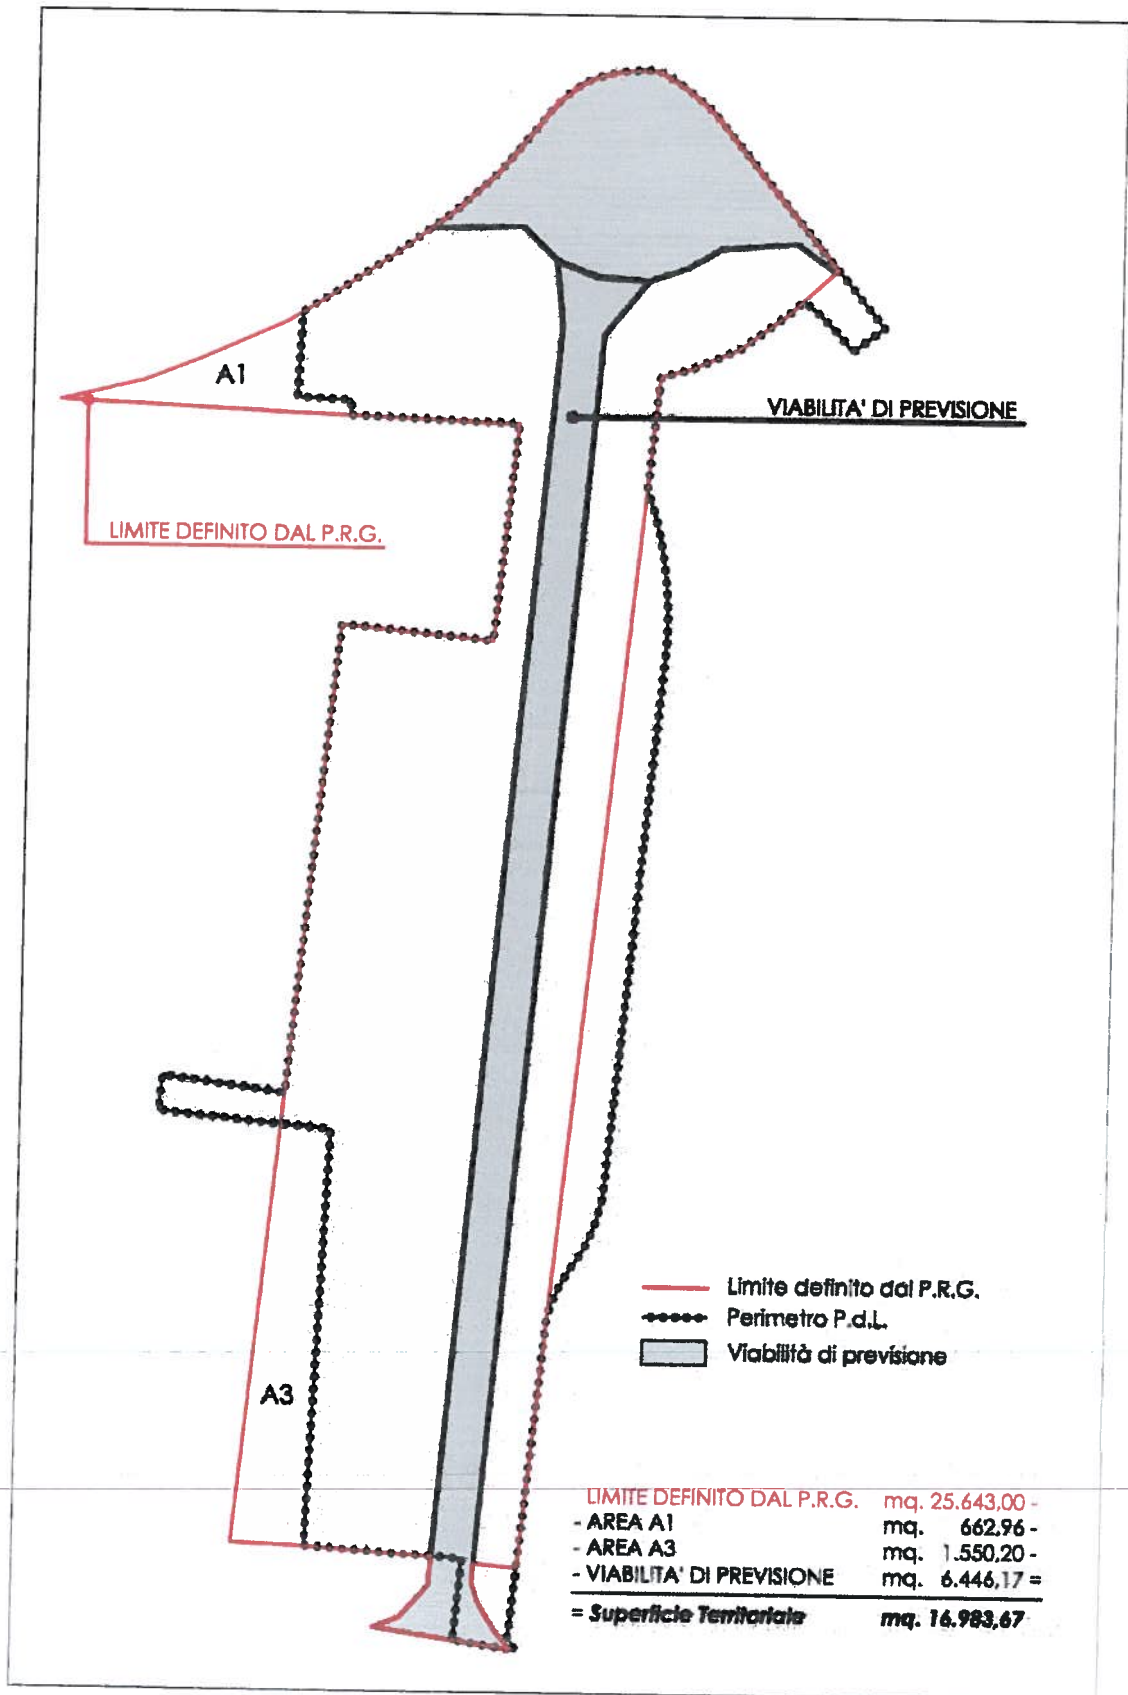 A1
VIABILITA' DI PREVISIONE
LIMITE DEFINITO DAL P.R.G.
Limite definito dal P.R.G.
Perimetro P.d.L.
Viabilità di previsione
A3
LIMITE DEFINITO DAL P.R.G. mq. 25.643,00 -
- AREA A1 mq. 662,96 -
- AREA A3 mq. 1.550,20 -
- VIABILITA' DI PREVISIONE mq. 6.446,17 =
= Superficie Territoriale mq. 16.983,67